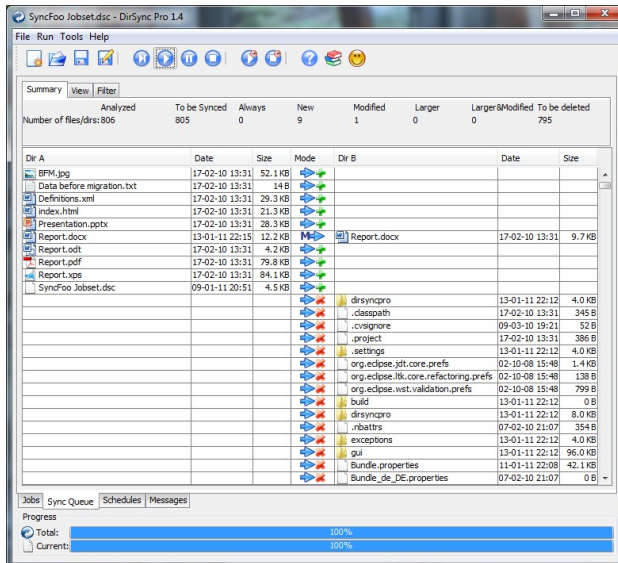 SyncFoo Jobset.dsc - DirSync Pro 1.4
File Run Tools Help
Summary View Filter
Analyzed To be Synced Always New Modified Larger Larger&Modified To be deleted
Number of files/dirs: 806 805 0 9 1 0 0 795
Dir A Date Size Mode Dir B Date Size
BFM.jpg 17-02-10 13:31 52.1 KB
Data before migration.txt 17-02-10 13:31 14 B
Definitions.xml 17-02-10 13:31 29.3 KB
index.html 17-02-10 13:31 21.3 KB
Presentation.pptx 17-02-10 13:31 28.3 KB
Report.docx 13-01-11 22:15 12.2 KB M Report.docx 17-02-10 13:31 9.7 KB
Report.odt 17-02-10 13:31 4.2 KB
Report.pdf 17-02-10 13:31 79.8 KB
Report.xps 17-02-10 13:31 84.1 KB
SyncFoo Jobset.dsc 09-01-11 20:51 4.5 KB
dirsyncpro 13-01-11 22:12 4.0 KB
.classpath 17-02-10 13:31 345 B
.cvsignore 09-03-10 19:21 52 B
.project 17-02-10 13:31 386 B
.settings 13-01-11 22:12 4.0 KB
org.eclipse.jdt.core.prefs 02-10-08 15:48 1.4 KB
org.eclipse.ltk.core.refactoring.prefs 02-10-08 15:48 138 B
org.eclipse.wst.validation.prefs 02-10-08 15:48 799 B
build 13-01-11 22:12 0 B
dirsyncpro 13-01-11 22:12 8.0 KB
.nbattrs 07-02-10 21:07 354 B
exceptions 13-01-11 22:12 4.0 KB
gui 13-01-11 22:12 96.0 KB
Bundle.properties 11-01-11 22:08 42.1 KB
Bundle_de_DE.properties 07-02-10 21:07 0 B
Jobs Sync Queue Schedules Messages
Progress
Total: 100%
Current: 100%